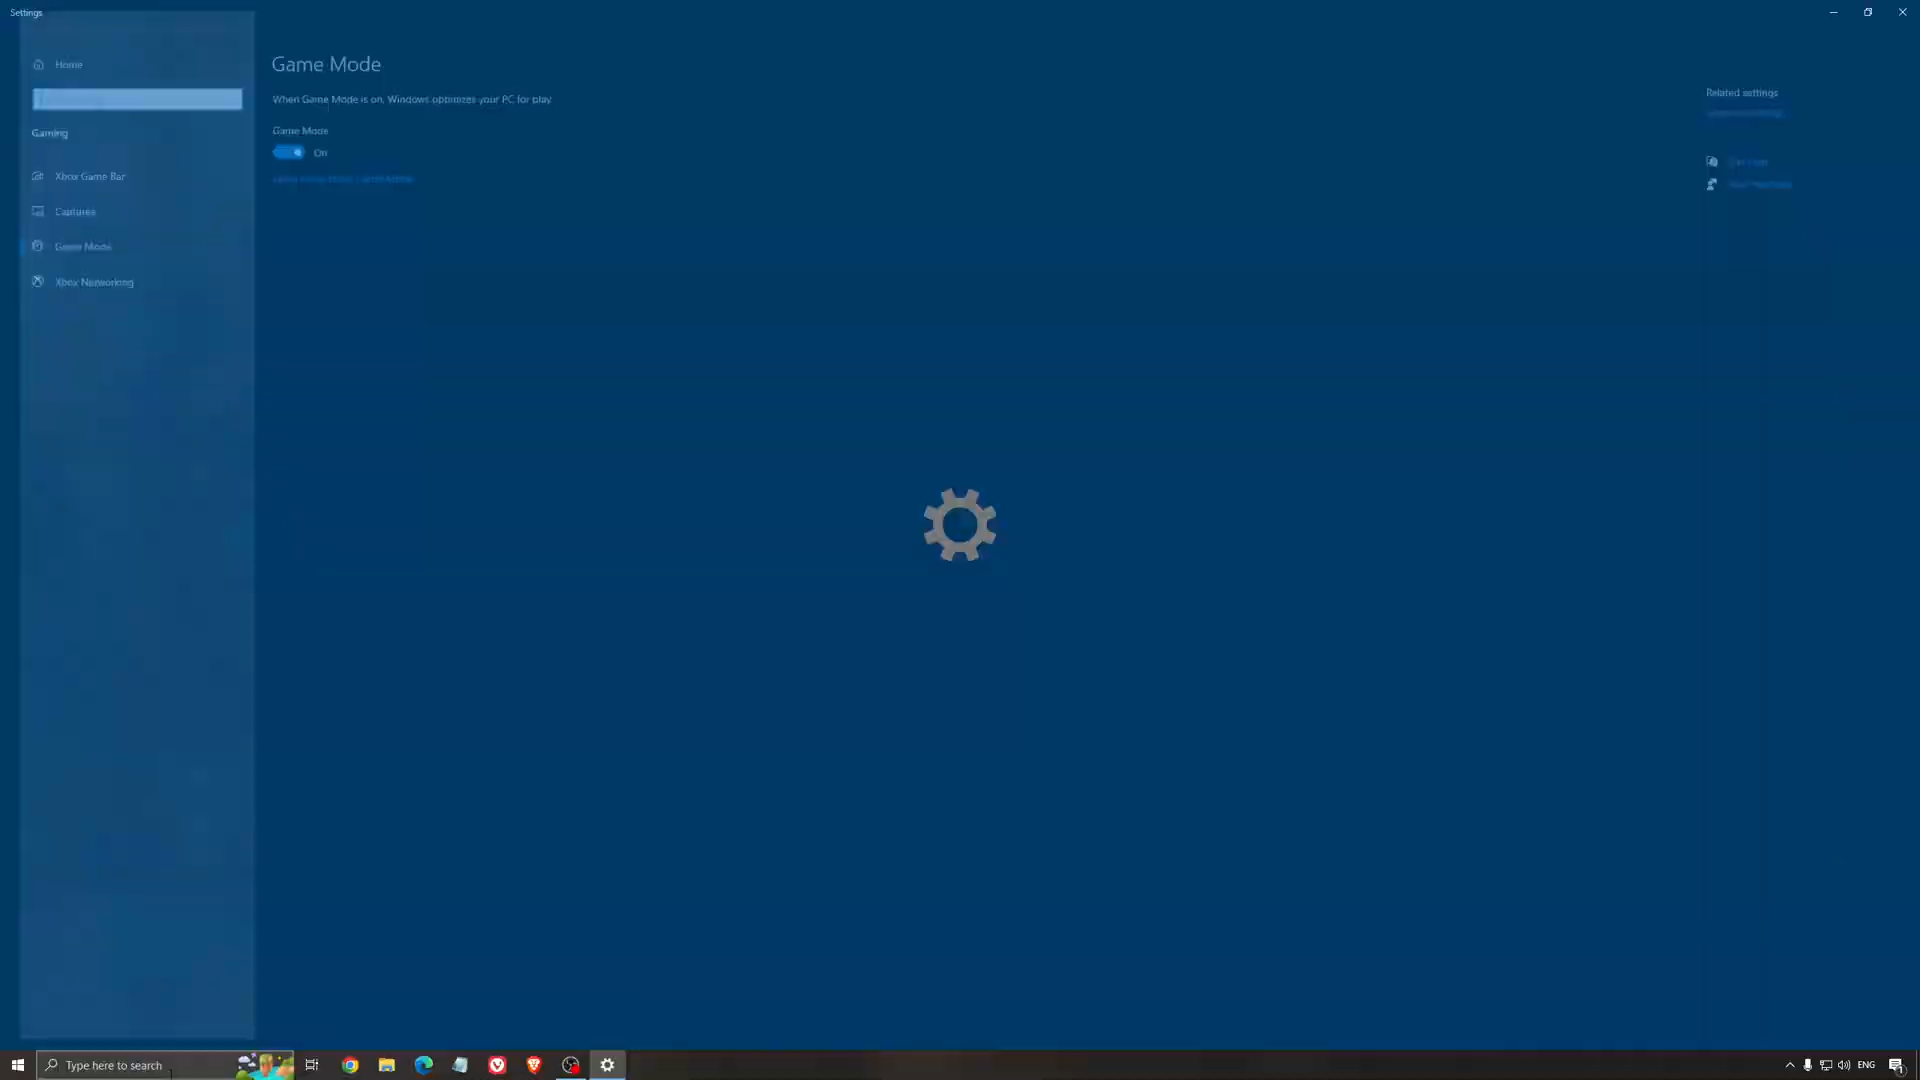 Settings
Home
Gaming
Xbox Game Bar
Captures
Game Mode
Xbox Networking
Game Mode
When Game Mode is on, Windows optimizes your PC for play
Game Mode
On
Related settings
Type here to search
ENG
1